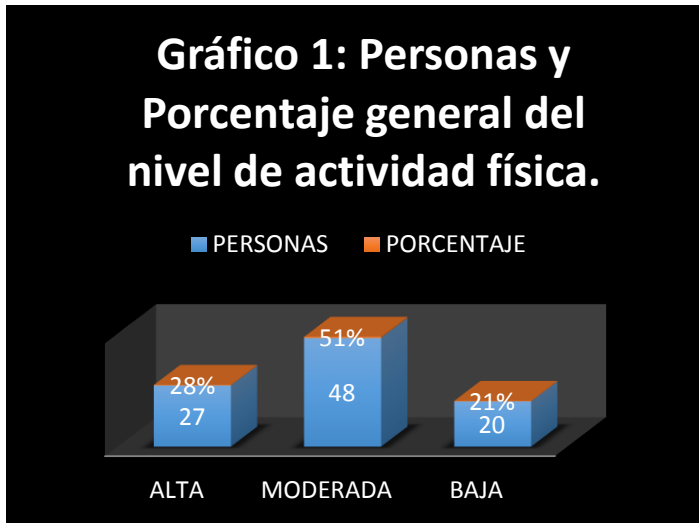 Gráfico 1: Personas y
Porcentaje general del
nivel de actividad física.
PERSONAS PORCENTAJE
28% 51% 21%
27 48 20
ALTA MODERADA BAJA